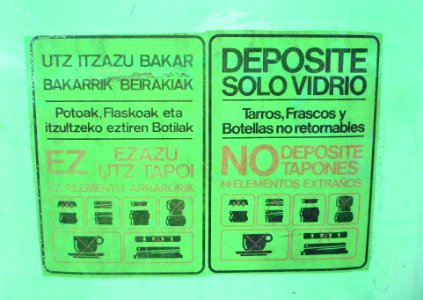 UTZ ITZAZU BAKAR
BAKARRIK BEIRAKIAK
Potoak, Flaskoak eta
itzultzeko eztiren Botilak
EZ EZAZU
UTZ TAPOI
EZ ELEMENTU ARRARORIK
DEPOSITE
SOLO VIDRIO
Tarros, Frascos y
Botellas no retornables
NO DEPOSITE
TAPONES
NI ELEMENTOS EXTRAÑOS